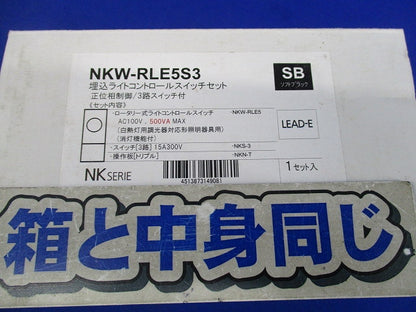 NKW-RLE5S3
SB
埋込ライトコントロールスイッチセット
ソフトブラック
正位相制御/3路スイッチ付
《セット内容》
・ロータリー式ライトコントロールスイッチ ・NKW-RLE5
AC100V 500VA MAX
(白熱灯用調光器対応形照明器具用)
(消灯機能付)
LEAD-E
・スイッチ[3路] 15A300V ・NKS-3
・操作板[トリプル] ・NKN-T
NK SERIE
4513873149081
1セット入
箱と中身同じ